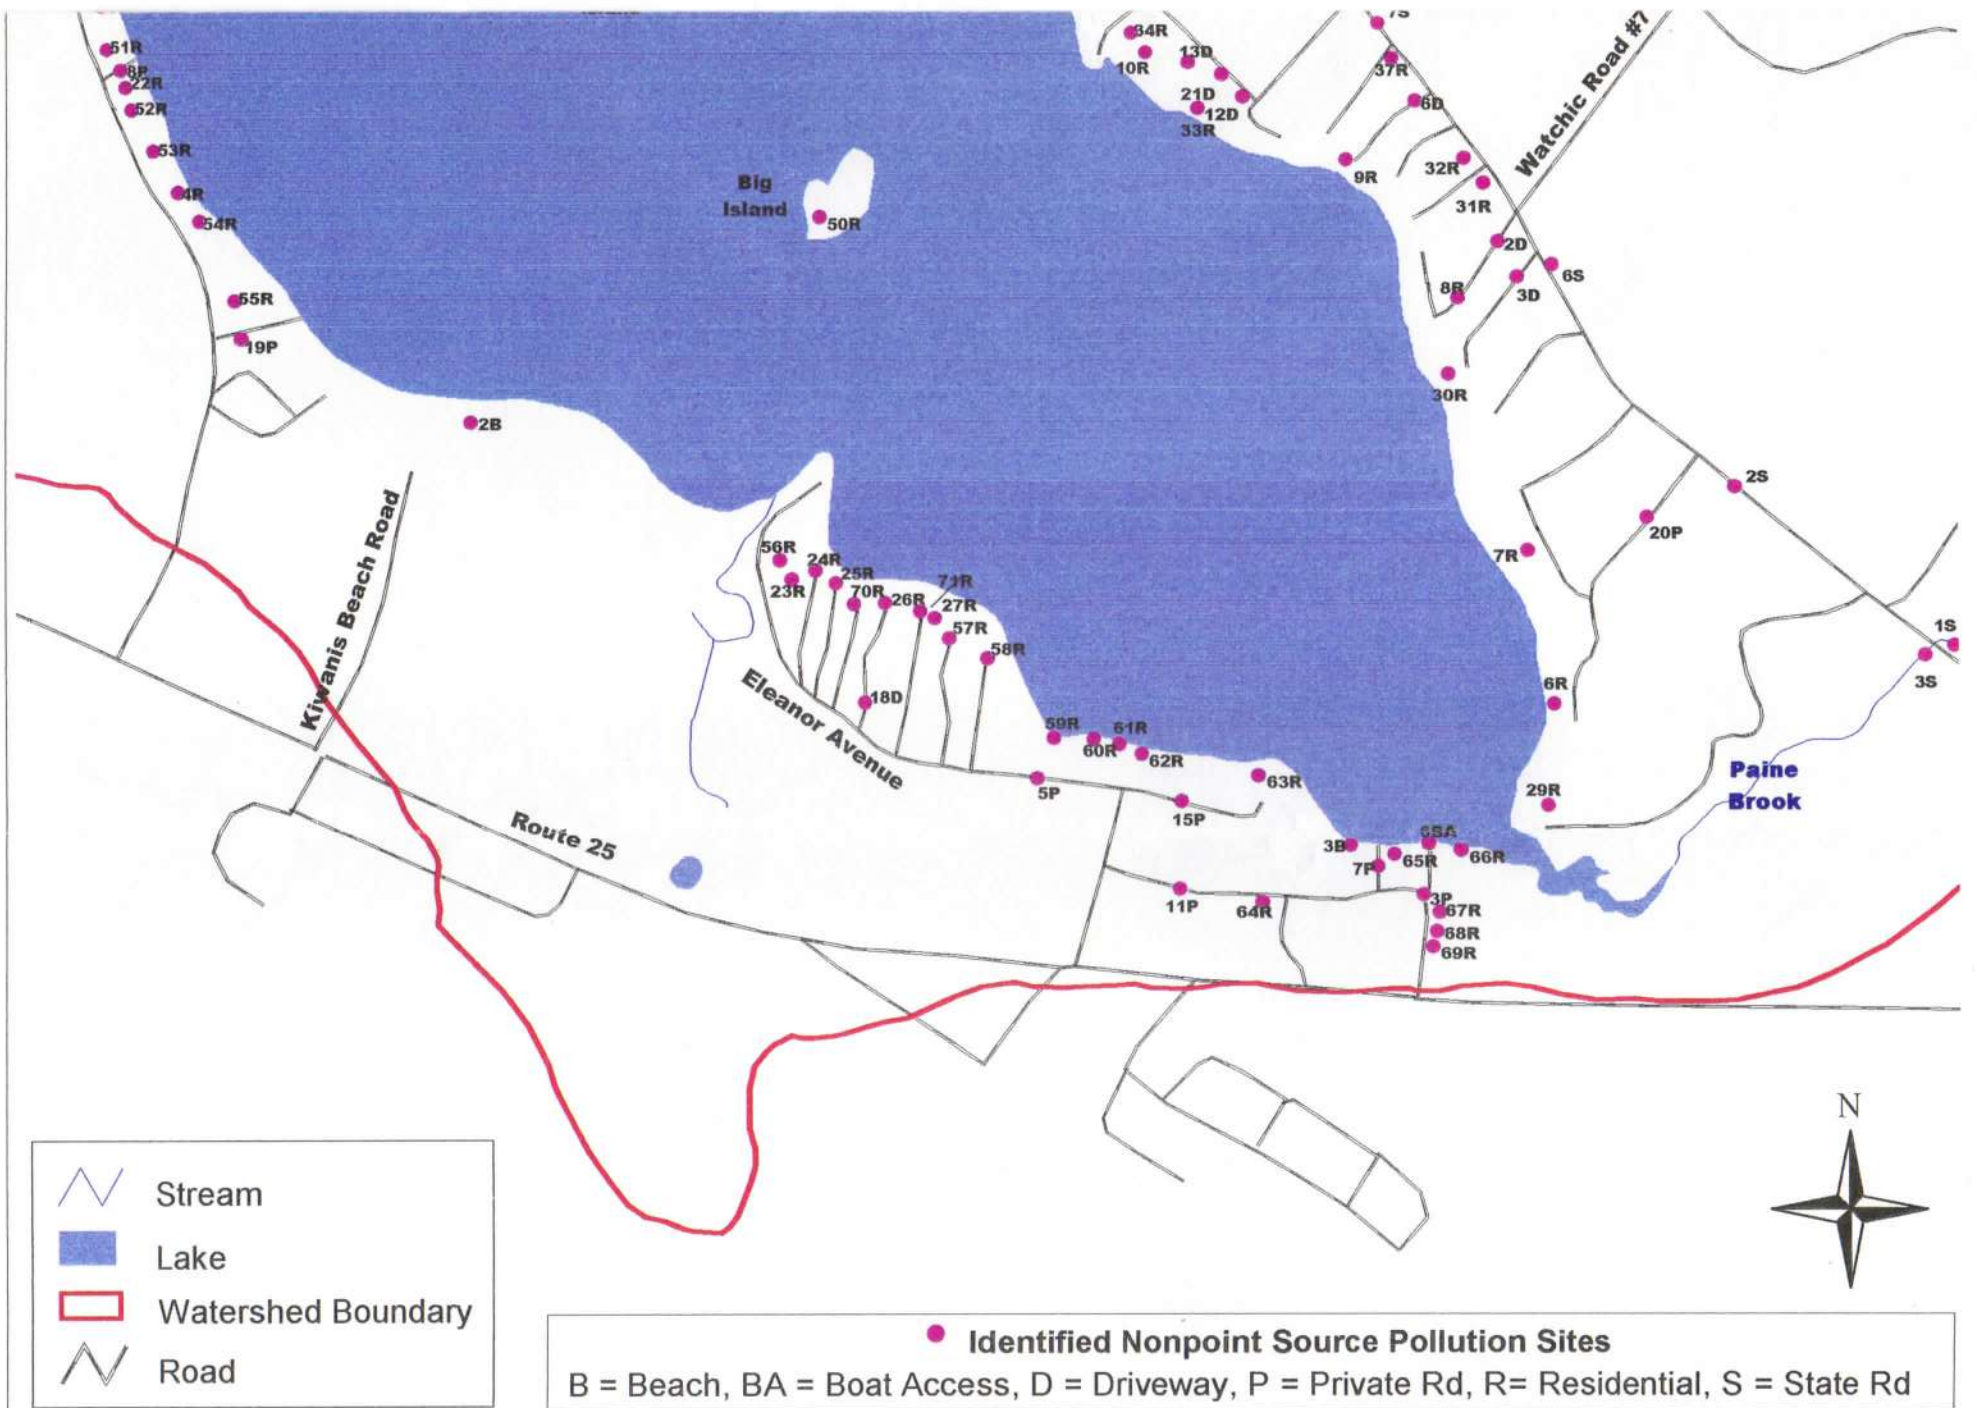 51R
8P
22R
52R
53R
4R
54R
55R
19P
2B
Big
Island
50R
34R
10R
13D
21D
12D
33R
7S
37R
6D
9R
32R
31R
Watchic Road #7
2D
6S
3D
8R
30R
2S
20P
7R
1S
3S
6R
29R
Paine
Brook
Kiwanis Beach Road
56R
24R
23R
25R
70R
26R
71R
27R
57R
58R
18D
Eleanor Avenue
59R
61R
60R
62R
63R
5P
15P
Route 25
3B
7P
65R
66R
11P
64R
3P
67R
68R
69R
N
Stream
Lake
Watershed Boundary
Road
Identified Nonpoint Source Pollution Sites
B = Beach, BA = Boat Access, D = Driveway, P = Private Rd, R= Residential, S = State Rd